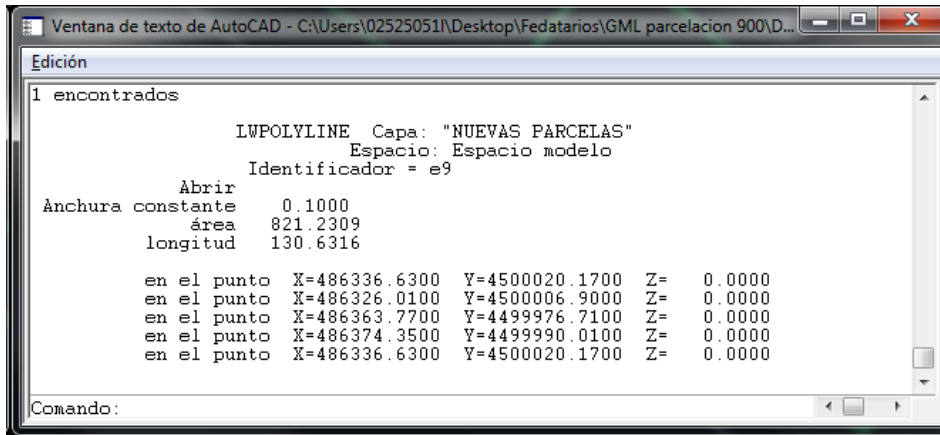 Ventana de texto de AutoCAD - C:\Users\02525051l\Desktop\Fedatarios\GML parcelacion 900\D...
Edición
1 encontrados
LWPOLYLINE Capa: "NUEVAS PARCELAS"
Espacio: Espacio modelo
Identificador = e9
Abrir
Anchura constante 0.1000
área 821.2309
longitud 130.6316
en el punto X=486336.6300 Y=4500020.1700 Z= 0.0000
en el punto X=486326.0100 Y=4500006.9000 Z= 0.0000
en el punto X=486363.7700 Y=4499976.7100 Z= 0.0000
en el punto X=486374.3500 Y=4499990.0100 Z= 0.0000
en el punto X=486336.6300 Y=4500020.1700 Z= 0.0000
Comando: